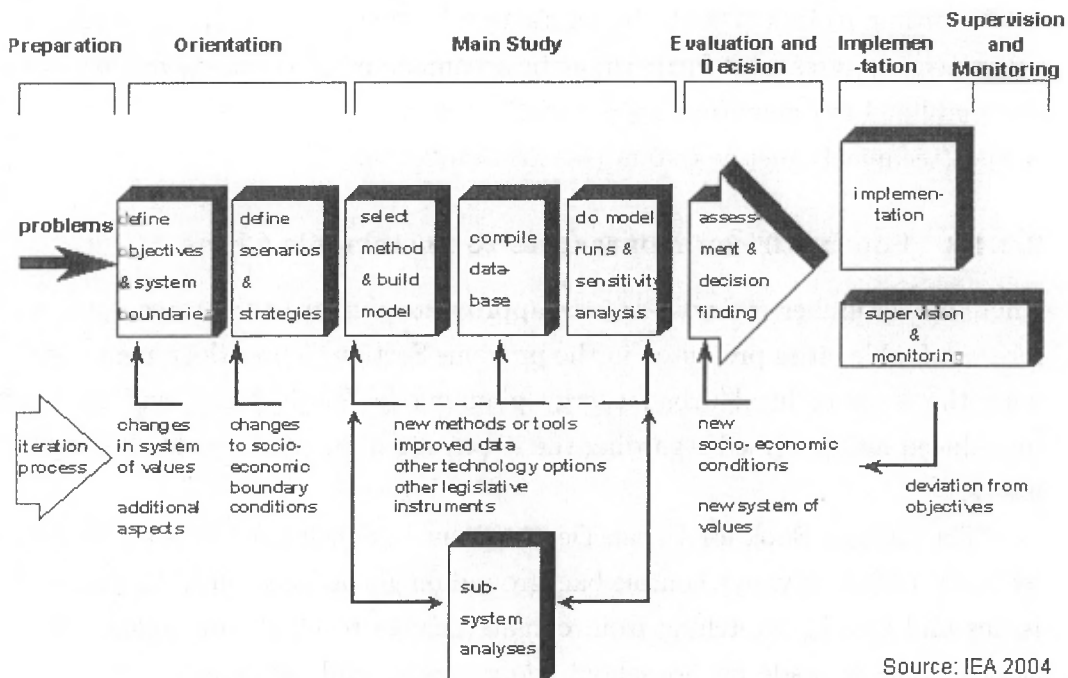 Preparation
Orientation
Main Study
Evaluation and
Decision
Implemen
-tation
Supervision
and
Monitoring
problems
define
objectives
& system
boundaries
define
scenarios
&
strategies
select
method
& build
model
compile
data-
base
do model
runs &
sensitivity
analysis
assess-
ment &
decision
finding
implemen-
tation
supervision
&
monitoring
iteration
process
changes
in system
of values
additional
aspects
changes
to socio-
economic
boundary
conditions
new methods or tools
improved data
other technology options
other legislative
instruments
new
socio-economic
conditions
new system of
values
deviation from
objectives
sub-
system
analyses
Source: IEA 2004